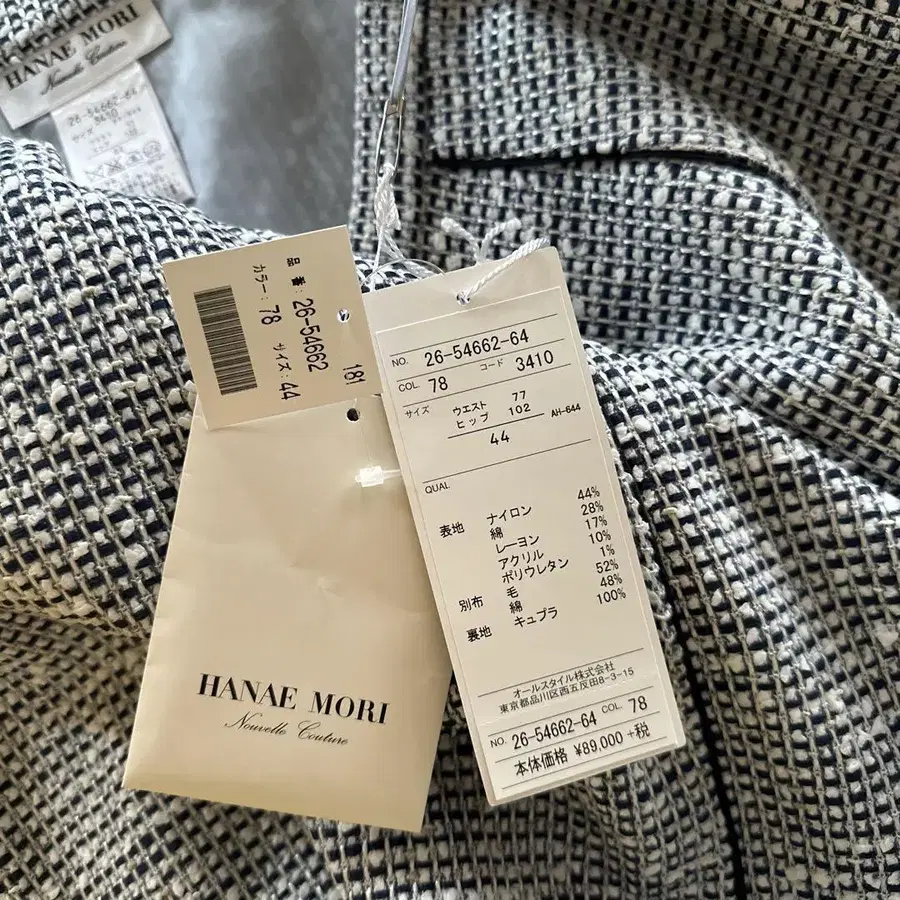 HANAE MORI
Nouvelle Couture
26-54662-64
3410
サイズ
品番: 26-54662
カラー: 78 サイズ: 44
181
HANAE MORI
Nouvelle Couture
NO. 26-54662-64
COL. 78 コード 3410
サイズ ウエスト 77
ヒップ 102 AH-644
44
QUAL
表地 ナイロン 44%
綿 28%
レーヨン 17%
アクリル 10%
ポリウレタン 1%
別布 毛 52%
綿 48%
裏地 キュプラ 100%
オールスタイル株式会社
東京都品川区西五反田8-3-15
NO. 26-54662-64 COL. 78
本体価格 ¥89,000 +税